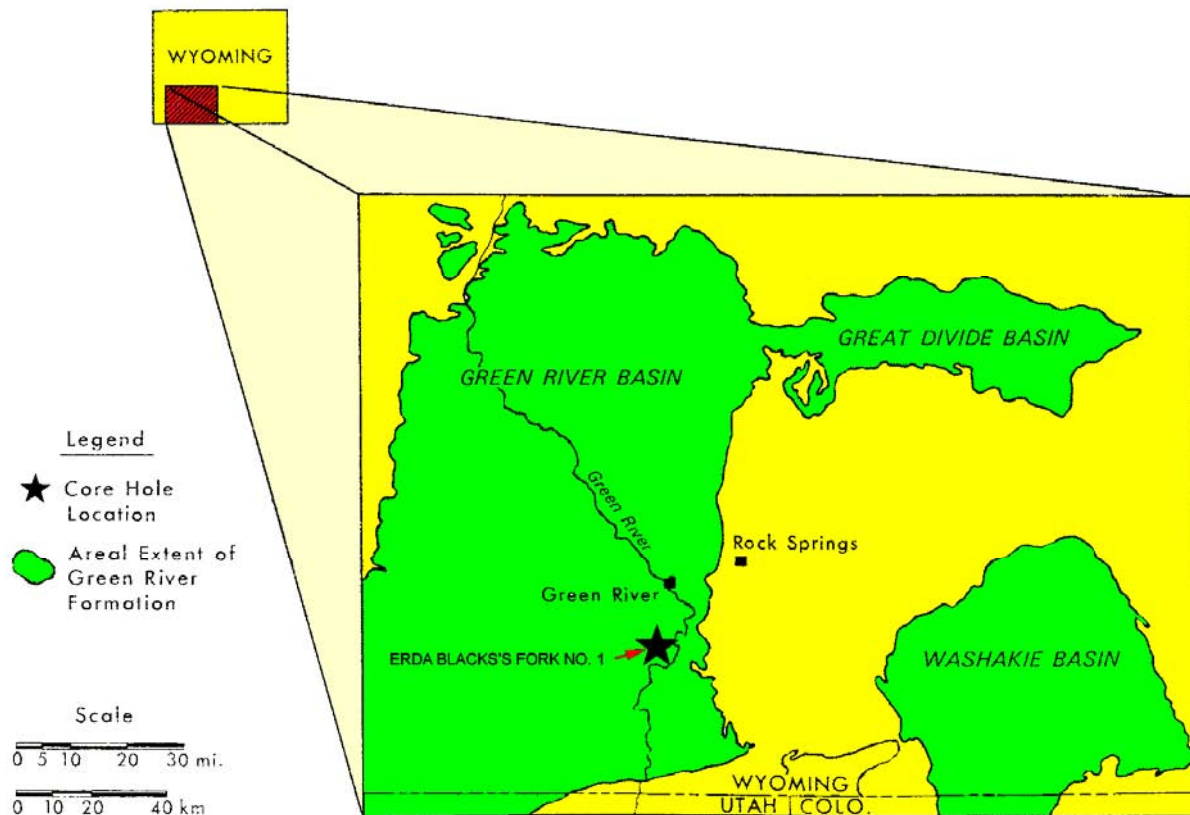 WYOMING
GREAT DIVIDE BASIN
GREEN RIVER BASIN
Legend
Core Hole
Location
Areal Extent of
Green River
Formation
Green River
Rock Springs
Green River
ERDA BLACKS'S FORK NO. 1
WASHAKIE BASIN
Scale
0 5 10 20 30 mi.
0 10 20 40 km
WYOMING
UTAH COLO.